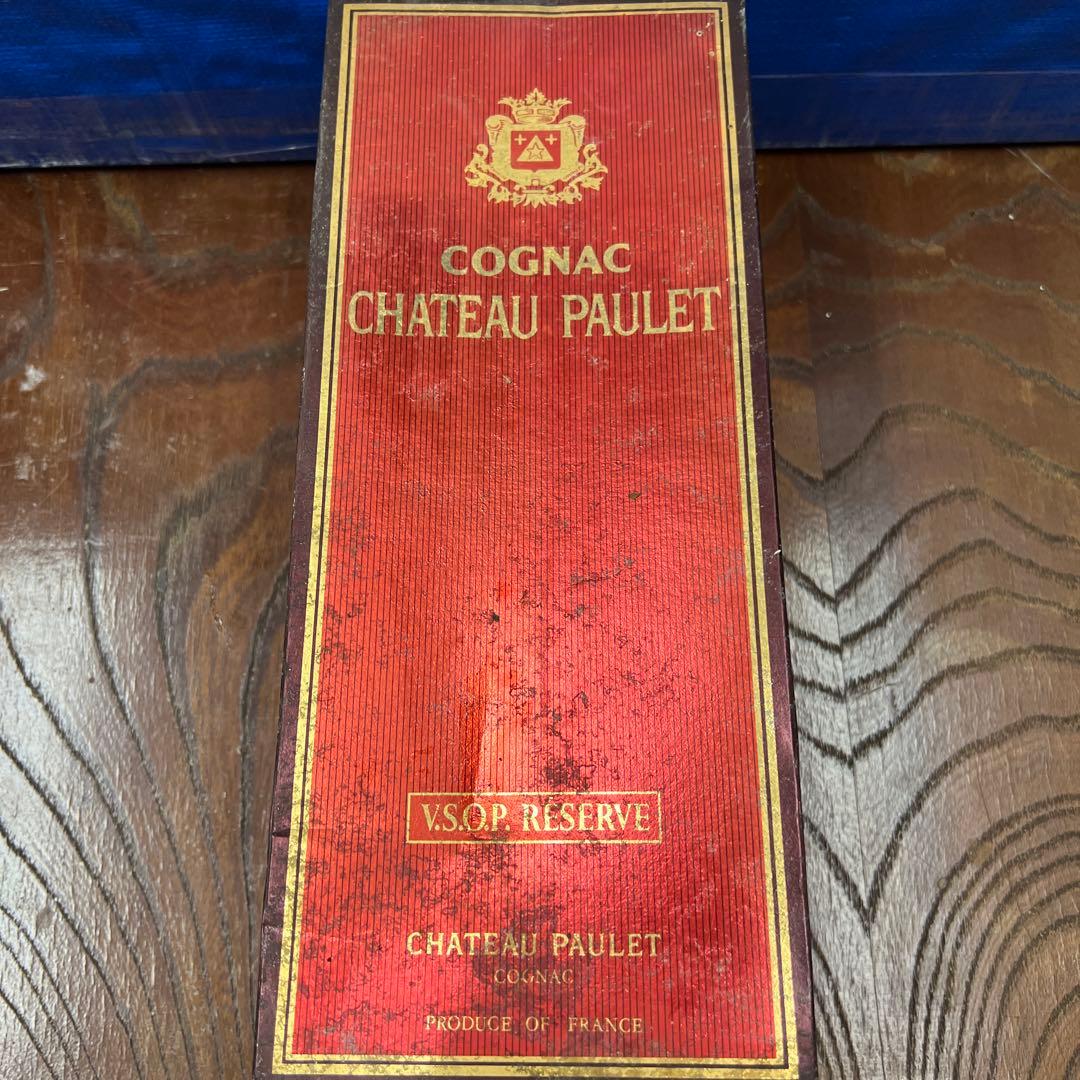 COGNAC
CHATEAU PAULET
V.S.O.P. RESERVE
CHATEAU PAULET
COGNAC
PRODUCE OF FRANCE